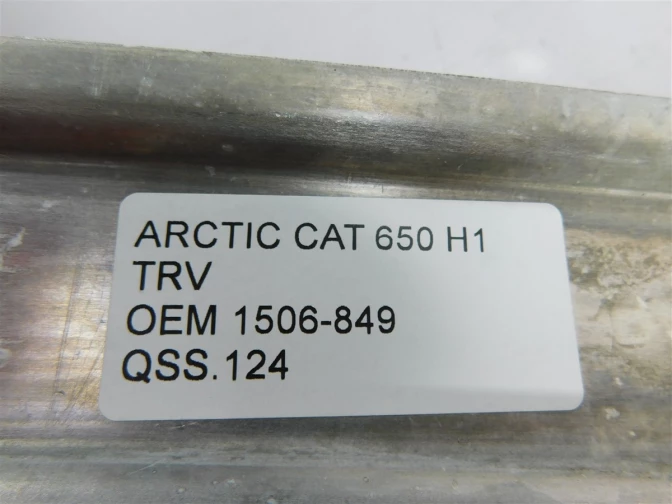 ARCTIC CAT 650 H1
TRV
OEM 1506-849
QSS.124